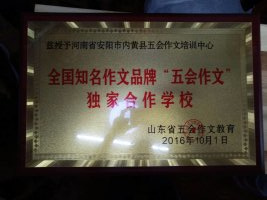 兹授予河南省安阳市内黄县五会作文培训中心
全国知名作文品牌“五会作文”
独家合作学校
山东省五会作文教育
2016年10月1日